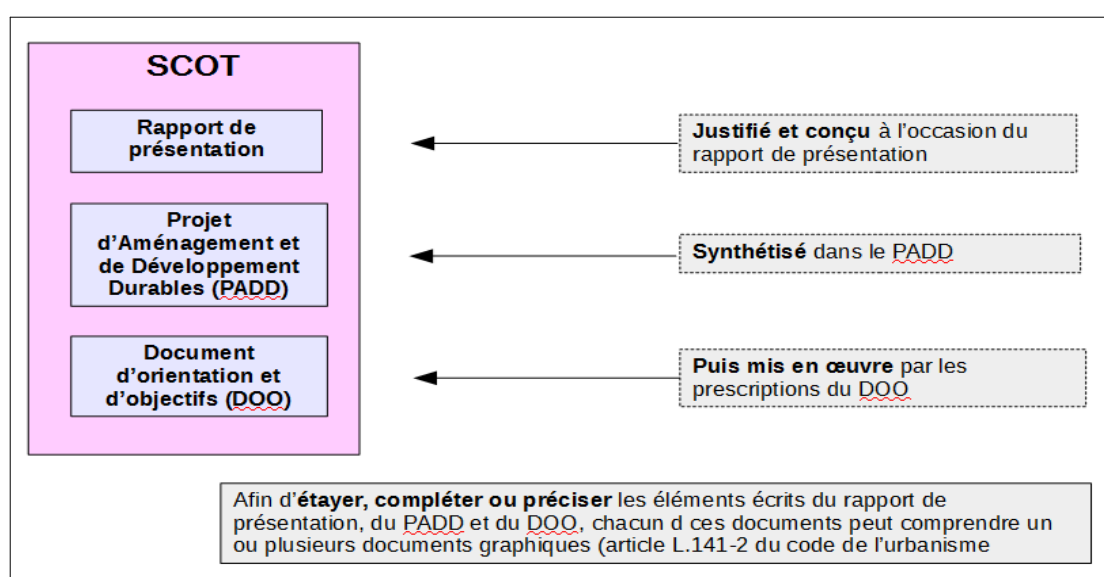 SCOT
Rapport de
présentation
Justifié et conçu à l'occasion du
rapport de présentation
Projet
d'Aménagement et
de Développement
Durables (PADD)
Synthétisé dans le PADD
Document
d'orientation et
d'objectifs (DOO)
Puis mis en œuvre par les
prescriptions du DOO
Afin d'étayer, compléter ou préciser les éléments écrits du rapport de
présentation, du PADD et du DOO, chacun d ces documents peut comprendre un
ou plusieurs documents graphiques (article L.141-2 du code de l'urbanisme